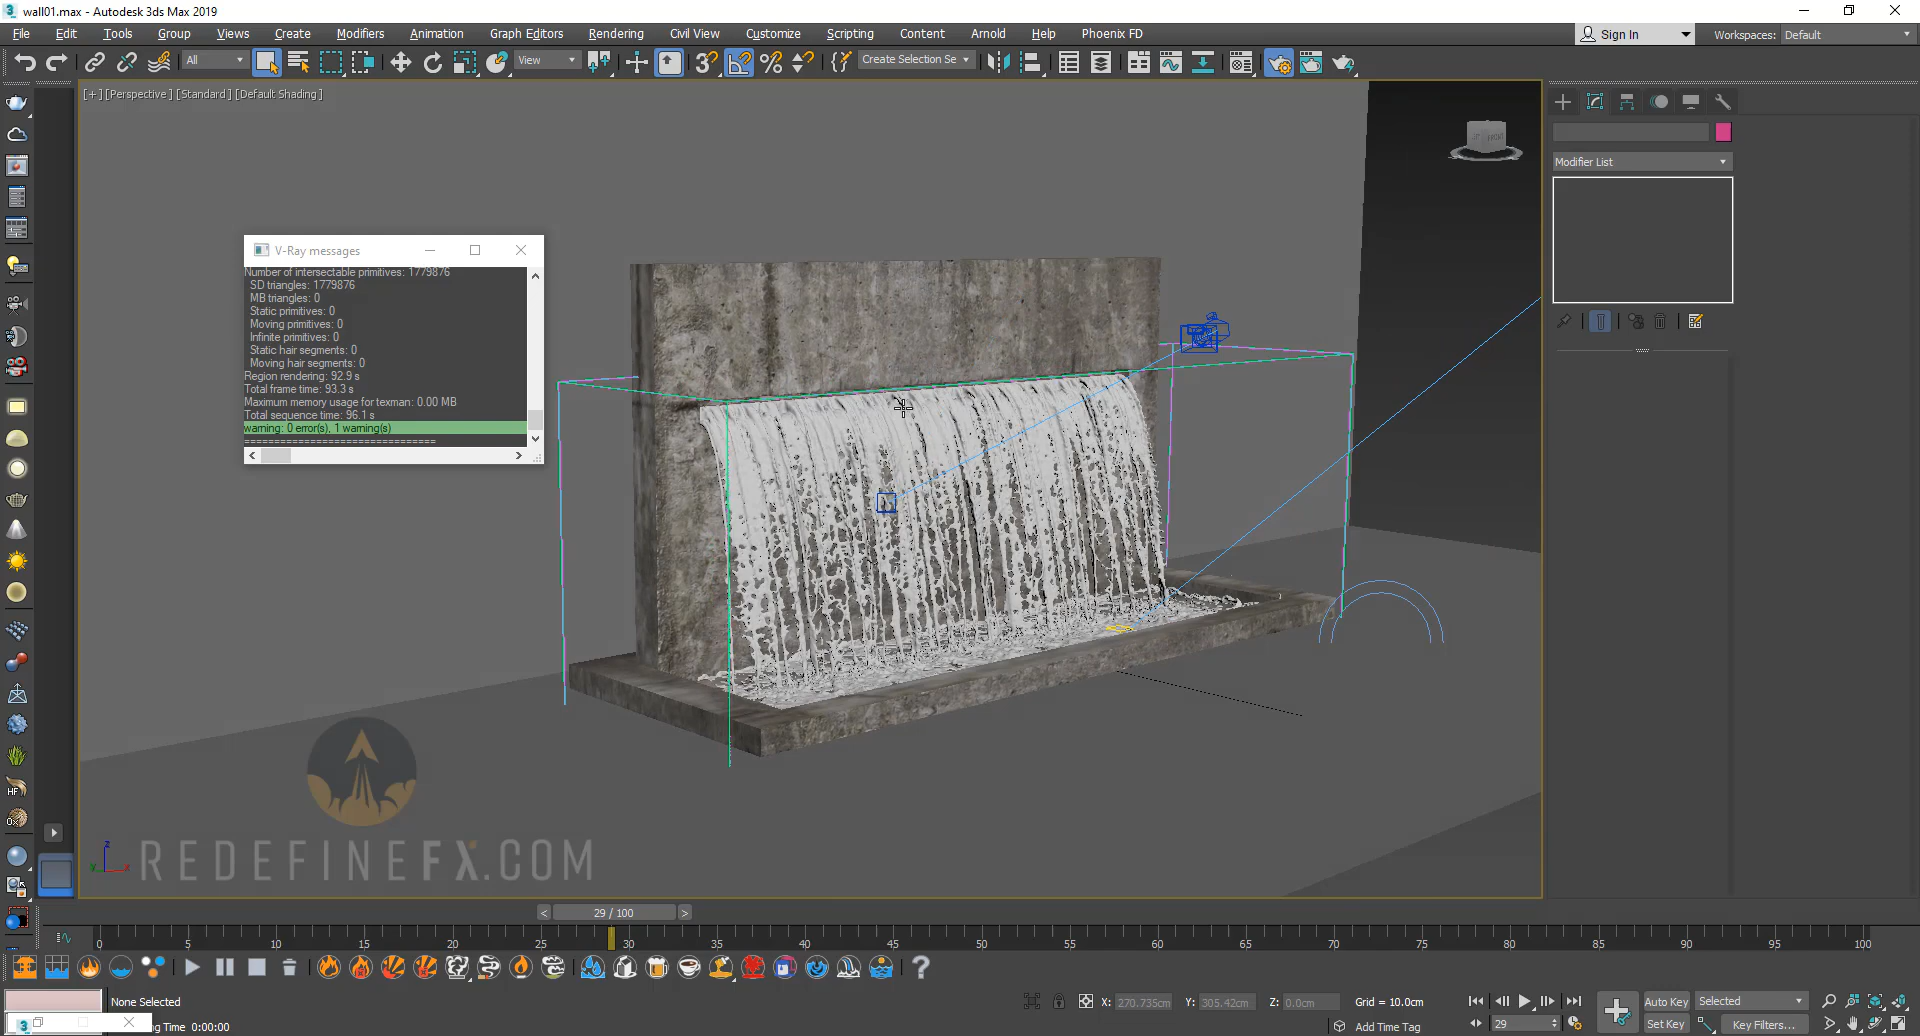 wall01.max - Autodesk 3ds Max 2019
File Edit Tools Group Views Create Modifiers Animation Graph Editors Rendering Civil View Customize Scripting Content Arnold Help Phoenix FD
Sign In Workspaces: Default
All View Create Selection Se
[+] [Perspective ] [Standard ] [Default Shading ]
Modifier List
V-Ray messages
Number of intersectable primitives: 1779876
SD triangles: 1779876
MB triangles: 0
Static primitives: 0
Moving primitives: 0
Infinite primitives: 0
Static hair segments: 0
Moving hair segments: 0
Region rendering: 92.9 s
Total frame time: 93.3 s
Maximum memory usage for texman: 0.00 MB
Total sequence time: 96.1 s
warning: 0 error(s), 1 warning(s)
==============================
HF
REDEFINEFX.COM
z
y x
< 29 / 100 >
0 5 10 15 20 25 30 35 40 45 50 55 60 65 70 75 80 85 90 95 100
None Selected
X: 270.735cm Y: 305.42cm Z: 0.0cm Grid = 10.0cm
Auto Key Selected
ng Time 0:00:00
Add Time Tag
29
Set Key Key Filters...